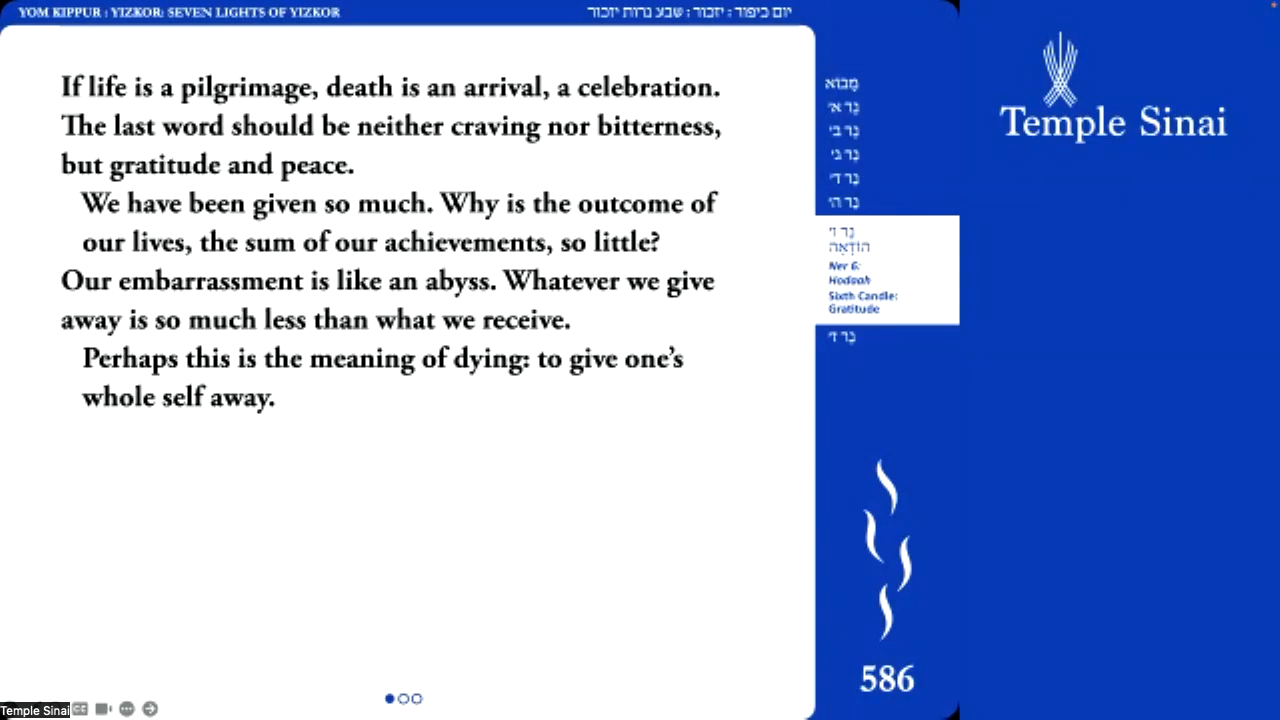 YOM KIPPUR : YIZKOR: SEVEN LIGHTS OF YIZKOR
יום כיפור : יזכור : שבע נרות יזכור
If life is a pilgrimage, death is an arrival, a celebration.
The last word should be neither craving nor bitterness,
but gratitude and peace.
We have been given so much. Why is the outcome of
our lives, the sum of our achievements, so little?
Our embarrassment is like an abyss. Whatever we give
away is so much less than what we receive.
Perhaps this is the meaning of dying: to give one's
whole self away.
מָבוֹא
נֵר א׳
נֵר ב׳
נֵר ג׳
נֵר ד׳
נֵר ה׳
נֵר ו׳
הוֹדָאָה
Ner 6:
Hodaah
Sixth Candle:
Gratitude
נֵר ז׳
586
Temple Sinai
Temple Sinai
CC